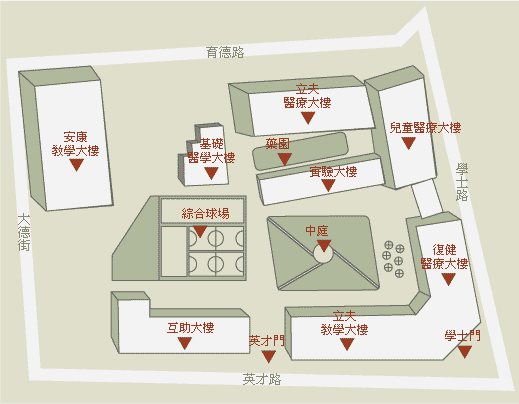 育德路
立夫
醫療大樓
兒童醫療大樓
安康
教學大樓
基礎
醫學大樓
藥園
實驗大樓
學士路
大德街
綜合球場
中庭
復健
醫療大樓
互助大樓
英才門
立夫
教學大樓
學士門
英才路